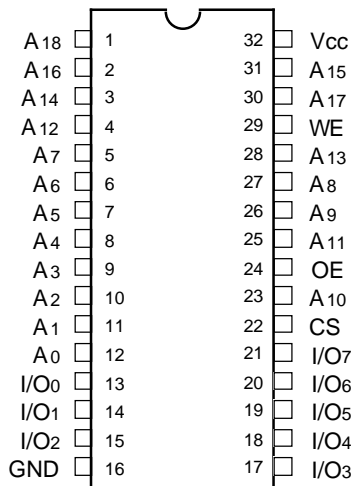 A18 1 32 Vcc
A16 2 31 A15
A14 3 30 A17
A12 4 29 WE
A7 5 28 A13
A6 6 27 A8
A5 7 26 A9
A4 8 25 A11
A3 9 24 OE
A2 10 23 A10
A1 11 22 CS
A0 12 21 I/O7
I/O0 13 20 I/O6
I/O1 14 19 I/O5
I/O2 15 18 I/O4
GND 16 17 I/O3